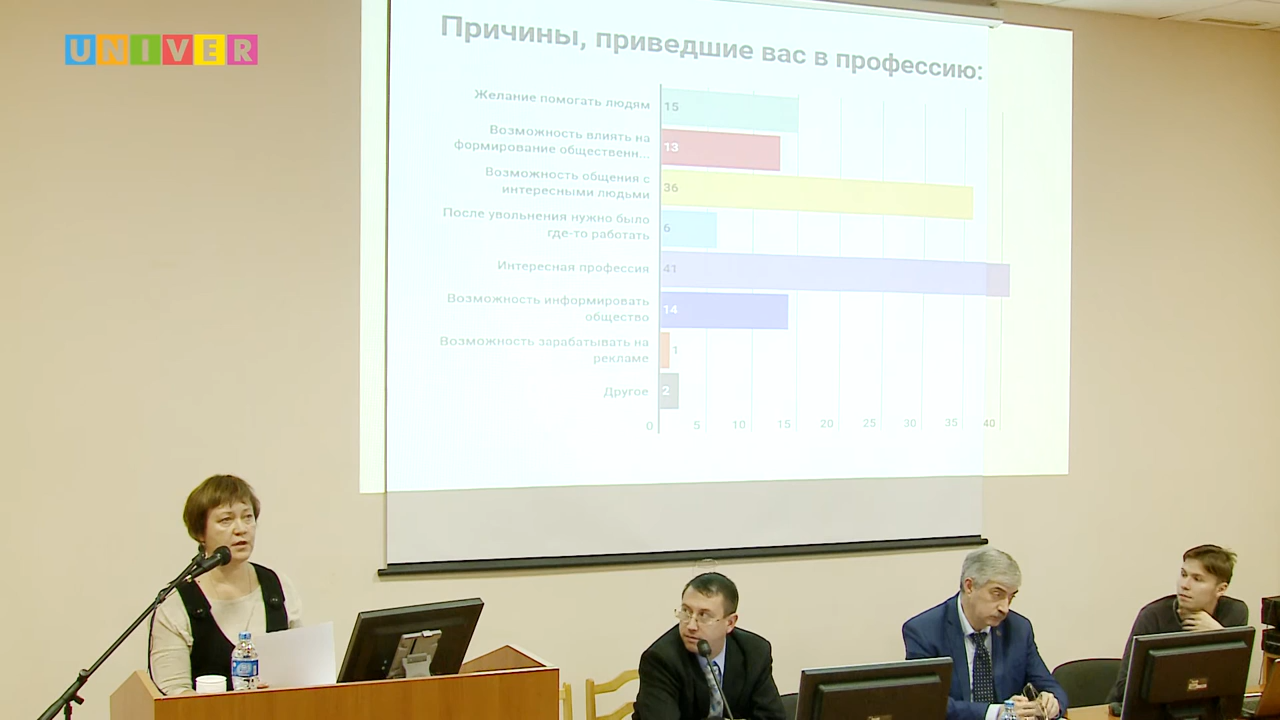 UNIVER
Причины, приведшие вас в профессию:
Желание помогать людям
15
Возможность влиять на
формирование общественн...
13
Возможность общения с
интересными людьми
36
После увольнения нужно было
где-то работать
6
Интересная профессия
41
Возможность информировать
общество
14
Возможность зарабатывать на
рекламе
1
Другое
2
0 5 10 15 20 25 30 35 40